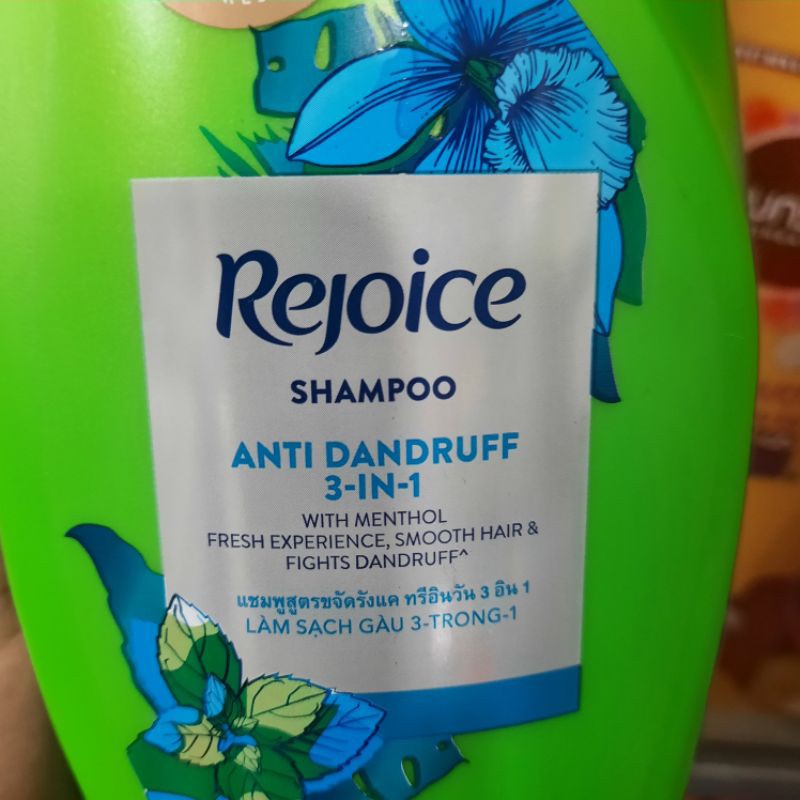 Rejoice
SHAMPOO
ANTI DANDRUFF
3-IN-1
WITH MENTHOL
FRESH EXPERIENCE, SMOOTH HAIR &
FIGHTS DANDRUFF^
แชมพูสูตรขจัดรังแค ทรีอินวัน 3 อิน 1
LÀM SẠCH GÀU 3-TRONG-1